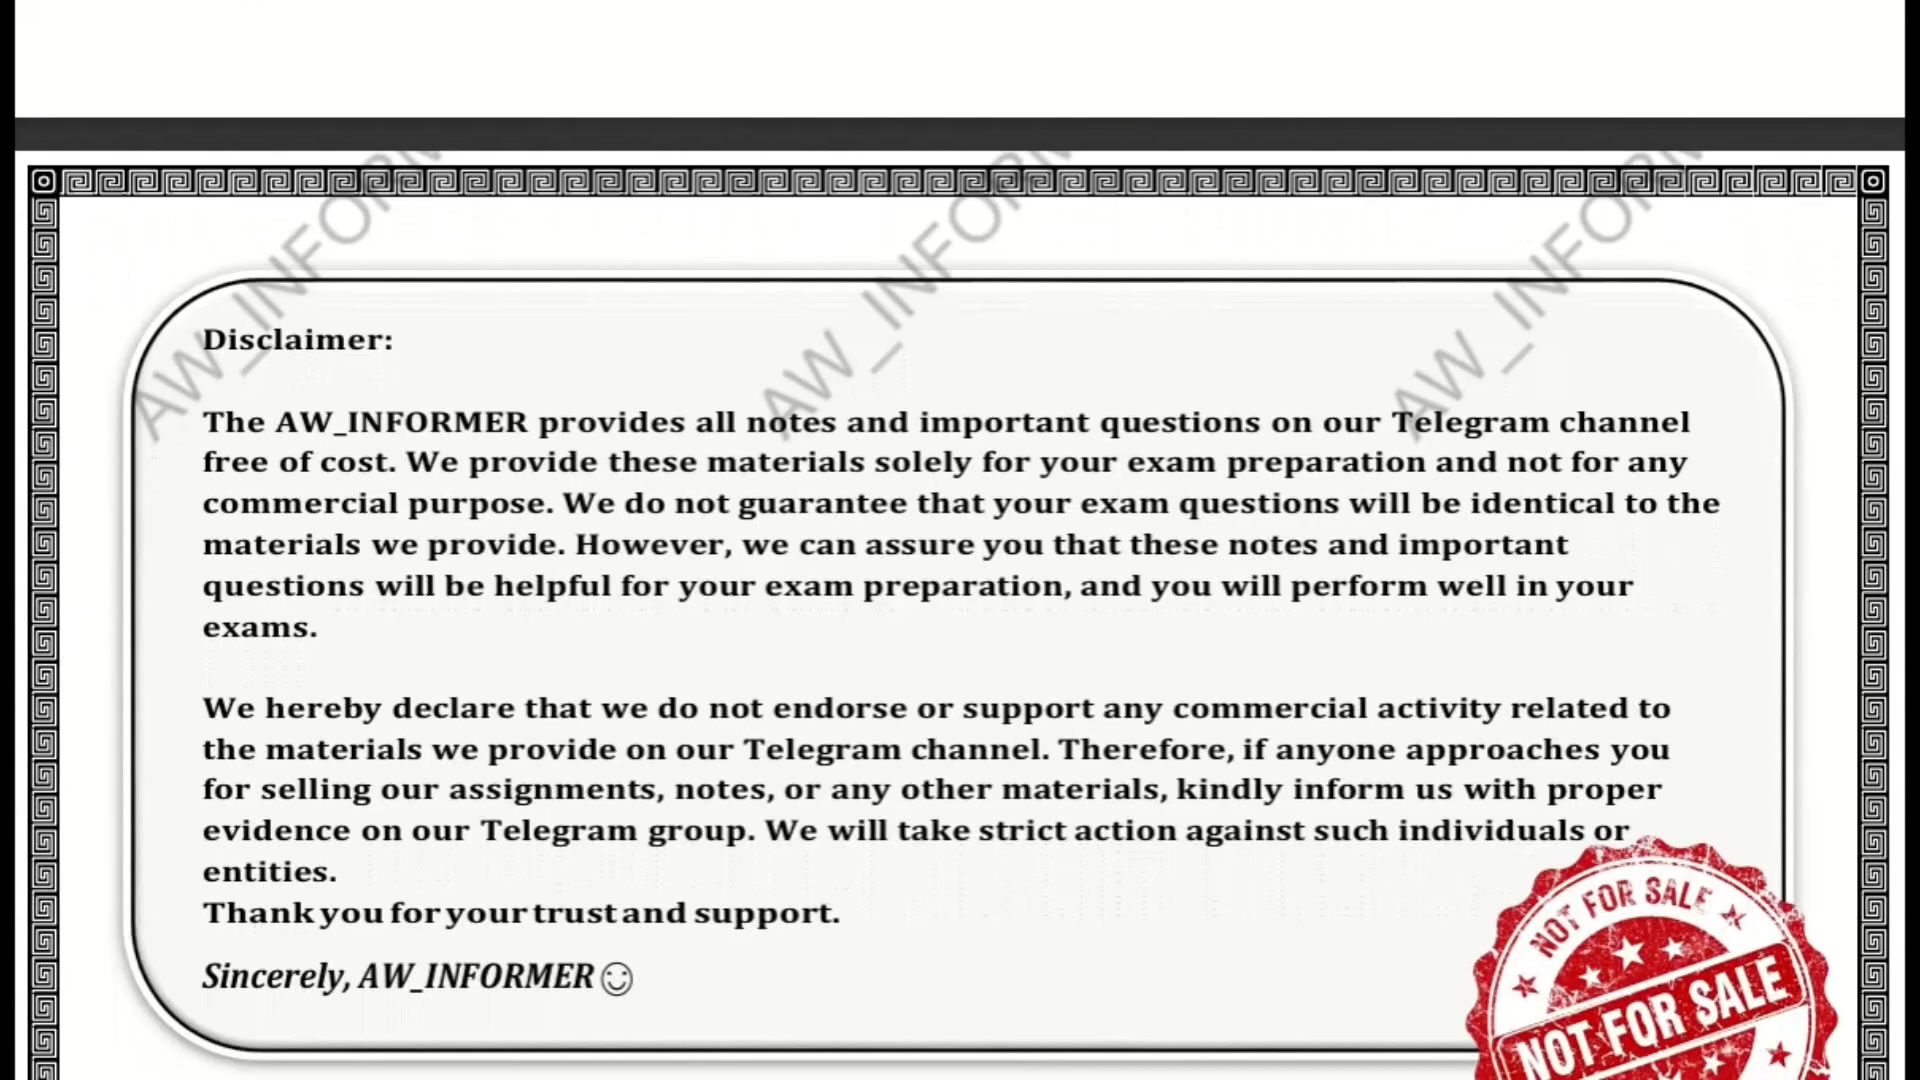 AW_INFORM
AW_INFORM
AW_INFORM
Disclaimer:
The AW_INFORMER provides all notes and important questions on our Telegram channel
free of cost. We provide these materials solely for your exam preparation and not for any
commercial purpose. We do not guarantee that your exam questions will be identical to the
materials we provide. However, we can assure you that these notes and important
questions will be helpful for your exam preparation, and you will perform well in your
exams.
We hereby declare that we do not endorse or support any commercial activity related to
the materials we provide on our Telegram channel. Therefore, if anyone approaches you
for selling our assignments, notes, or any other materials, kindly inform us with proper
evidence on our Telegram group. We will take strict action against such individuals or
entities.
Thank you for your trust and support.
Sincerely, AW_INFORMER☺
NOT FOR SALE
NOT FOR SALE